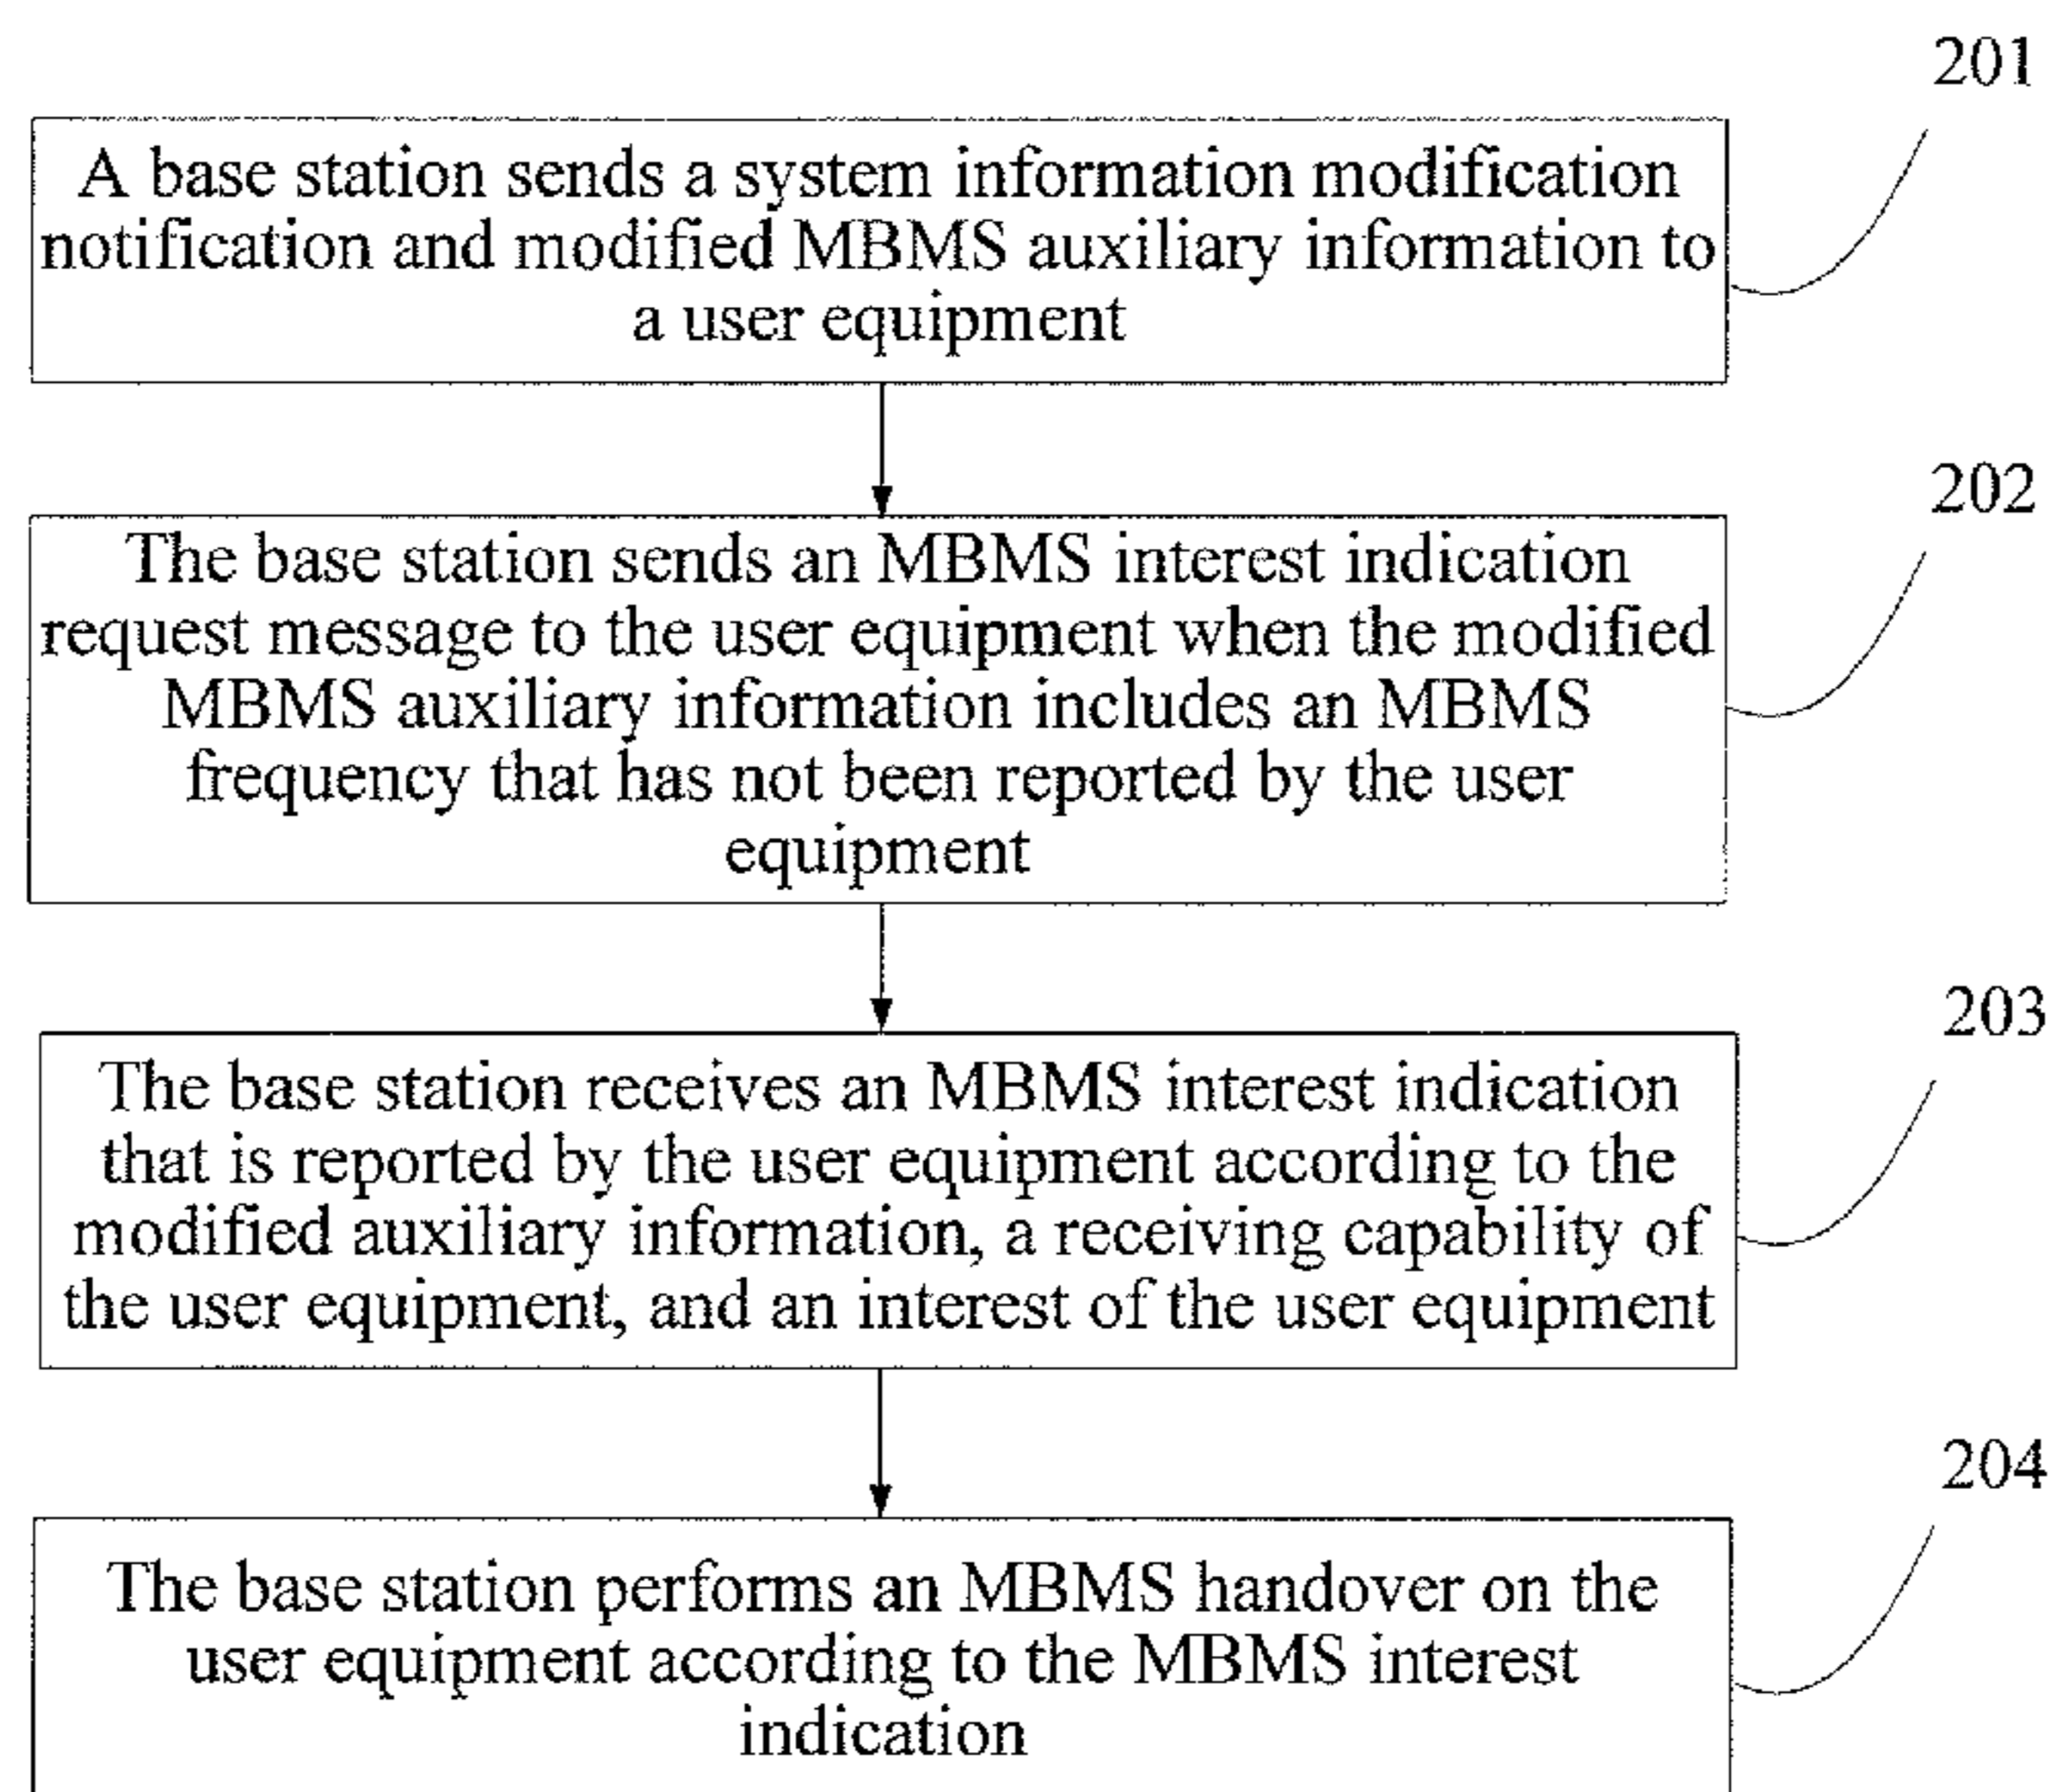 201
A base station sends a system information modification
notification and modified MBMS auxiliary information to
a user equipment
202
The base station sends an MBMS interest indication
request message to the user equipment when the modified
MBMS auxiliary information includes an MBMS
frequency that has not been reported by the user
equipment
203
The base station receives an MBMS interest indication
that is reported by the user equipment according to the
modified auxiliary information, a receiving capability of
the user equipment, and an interest of the user equipment
204
The base station performs an MBMS handover on the
user equipment according to the MBMS interest
indication